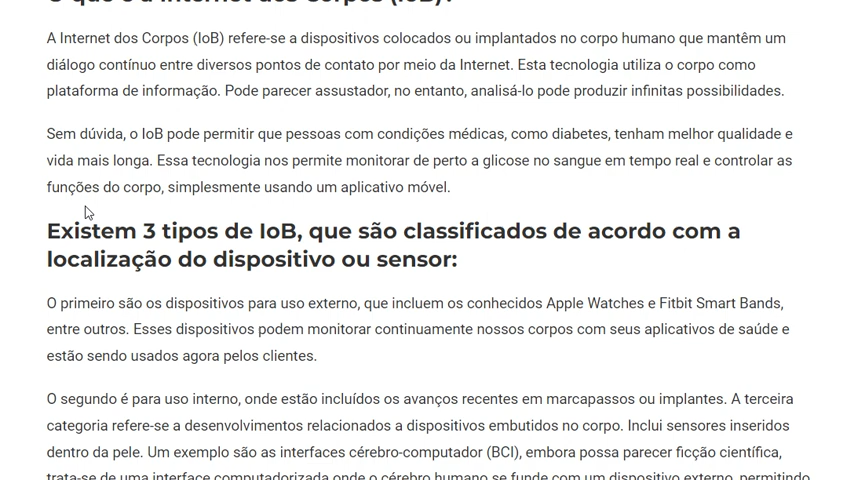 O que é a Internet dos Corpos (IoB)?
A Internet dos Corpos (IoB) refere-se a dispositivos colocados ou implantados no corpo humano que mantêm um
diálogo contínuo entre diversos pontos de contato por meio da Internet. Esta tecnologia utiliza o corpo como
plataforma de informação. Pode parecer assustador, no entanto, analisá-lo pode produzir infinitas possibilidades.
Sem dúvida, o IoB pode permitir que pessoas com condições médicas, como diabetes, tenham melhor qualidade e
vida mais longa. Essa tecnologia nos permite monitorar de perto a glicose no sangue em tempo real e controlar as
funções do corpo, simplesmente usando um aplicativo móvel.
Existem 3 tipos de IoB, que são classificados de acordo com a
localização do dispositivo ou sensor:
O primeiro são os dispositivos para uso externo, que incluem os conhecidos Apple Watches e Fitbit Smart Bands,
entre outros. Esses dispositivos podem monitorar continuamente nossos corpos com seus aplicativos de saúde e
estão sendo usados agora pelos clientes.
O segundo é para uso interno, onde estão incluídos os avanços recentes em marcapassos ou implantes. A terceira
categoria refere-se a desenvolvimentos relacionados a dispositivos embutidos no corpo. Inclui sensores inseridos
dentro da pele. Um exemplo são as interfaces cérebro-computador (BCI), embora possa parecer ficção científica,
trata-se de uma interface computadorizada onde o cérebro humano se funde com um dispositivo externo, permitindo